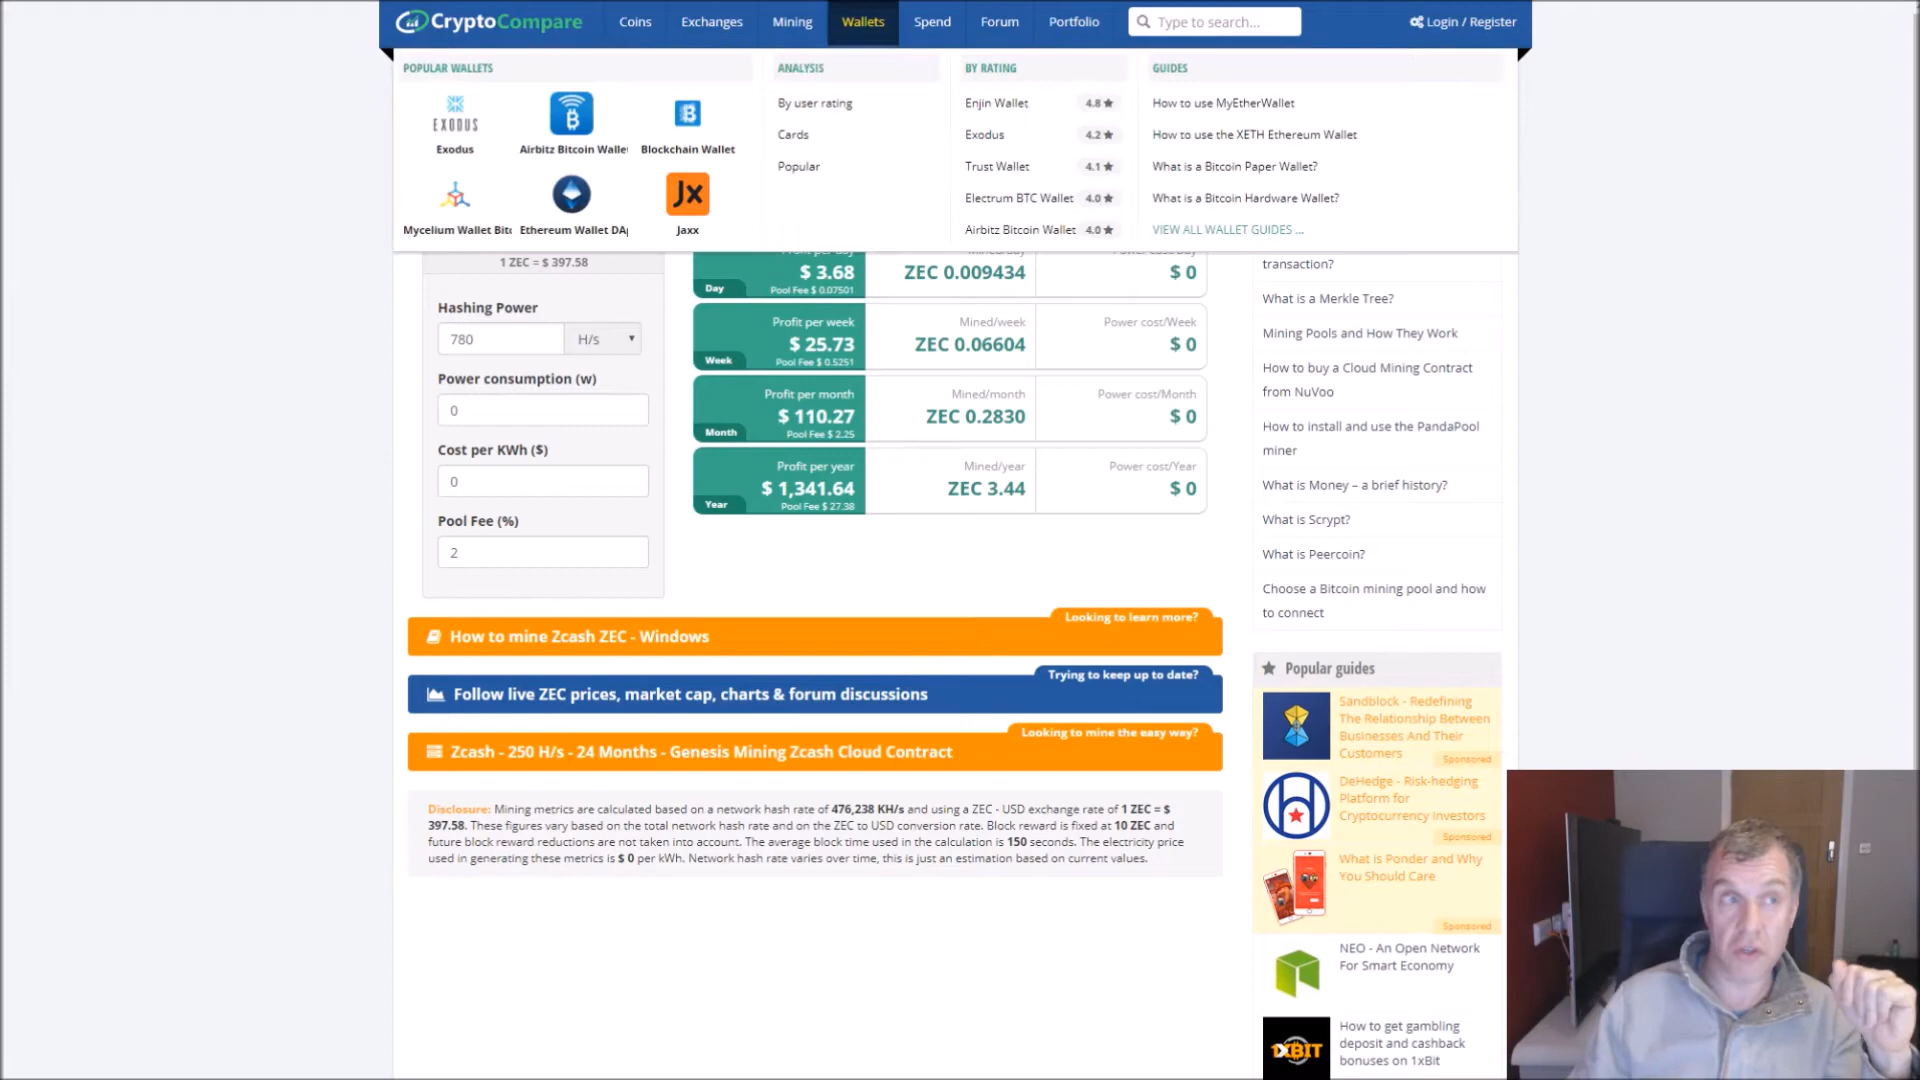 CryptoCompare
Coins
Exchanges
Mining
Wallets
Spend
Forum
Portfolio
Type to search...
Login / Register
POPULAR WALLETS
EXODUS
Exodus
Airbitz Bitcoin Walle
Blockchain Wallet
Mycelium Wallet Bitc
Ethereum Wallet DA
Jx
Jaxx
ANALYSIS
By user rating
Cards
Popular
BY RATING
Enjin Wallet 4.8
Exodus 4.2
Trust Wallet 4.1
Electrum BTC Wallet 4.0
Airbitz Bitcoin Wallet 4.0
GUIDES
How to use MyEtherWallet
How to use the XETH Ethereum Wallet
What is a Bitcoin Paper Wallet?
What is a Bitcoin Hardware Wallet?
VIEW ALL WALLET GUIDES ...
1 ZEC = $ 397.58
Hashing Power
780 H/s
Power consumption (w)
0
Cost per KWh ($)
0
Pool Fee (%)
2
$ 3.68
Day
Pool Fee $ 0.07501
ZEC 0.009434
$ 0
Profit per week
$ 25.73
Week
Pool Fee $ 0.5251
Mined/week
ZEC 0.06604
Power cost/Week
$ 0
Profit per month
$ 110.27
Month
Pool Fee $ 2.25
Mined/month
ZEC 0.2830
Power cost/Month
$ 0
Profit per year
$ 1,341.64
Year
Pool Fee $ 27.38
Mined/year
ZEC 3.44
Power cost/Year
$ 0
Looking to learn more?
How to mine Zcash ZEC - Windows
Trying to keep up to date?
Follow live ZEC prices, market cap, charts & forum discussions
Looking to mine the easy way?
Zcash - 250 H/s - 24 Months - Genesis Mining Zcash Cloud Contract
Disclosure: Mining metrics are calculated based on a network hash rate of 476,238 KH/s and using a ZEC - USD exchange rate of 1 ZEC = $
397.58. These figures vary based on the total network hash rate and on the ZEC to USD conversion rate. Block reward is fixed at 10 ZEC and
future block reward reductions are not taken into account. The average block time used in the calculation is 150 seconds. The electricity price
used in generating these metrics is $ 0 per kWh. Network hash rate varies over time, this is just an estimation based on current values.
transaction?
What is a Merkle Tree?
Mining Pools and How They Work
How to buy a Cloud Mining Contract
from NuVoo
How to install and use the PandaPool
miner
What is Money – a brief history?
What is Scrypt?
What is Peercoin?
Choose a Bitcoin mining pool and how
to connect
Popular guides
Sandblock - Redefining
The Relationship Between
Businesses And Their
Customers
Sponsored
DeHedge - Risk-hedging
Platform for
Cryptocurrency Investors
Sponsored
What is Ponder and Why
You Should Care
Sponsored
NEO - An Open Network
For Smart Economy
1XBIT
How to get gambling
deposit and cashback
bonuses on 1xBit